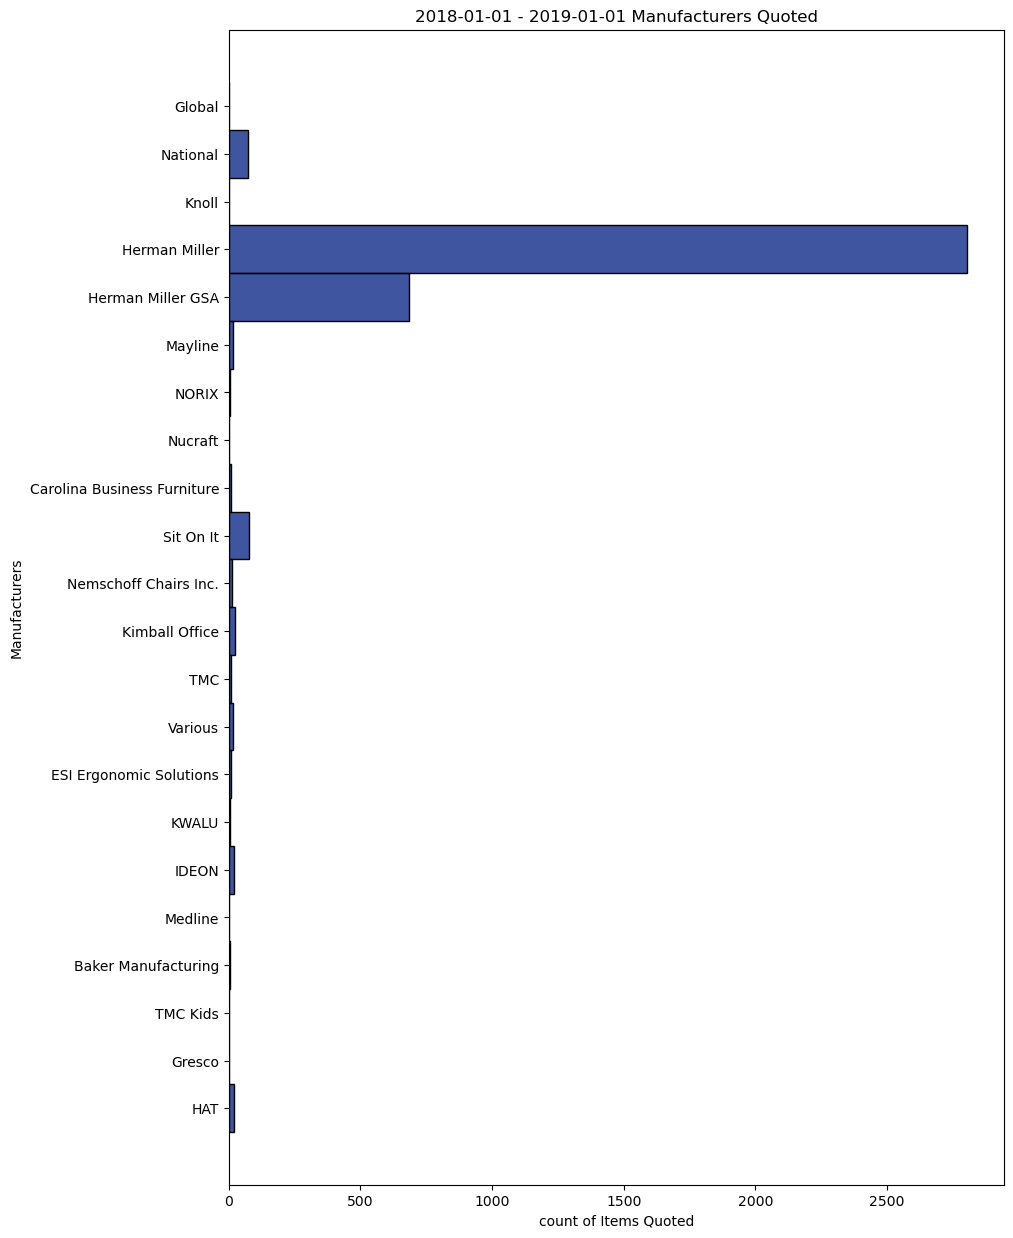 2018-01-01 - 2019-01-01 Manufacturers Quoted
Global
National
Knoll
Herman Miller
Herman Miller GSA
Mayline
NORIX
Nucraft
Carolina Business Furniture
Sit On It
Nemschoff Chairs Inc.
Kimball Office
TMC
Various
ESI Ergonomic Solutions
KWALU
IDEON
Medline
Baker Manufacturing
TMC Kids
Gresco
HAT
Manufacturers
0 500 1000 1500 2000 2500
count of Items Quoted